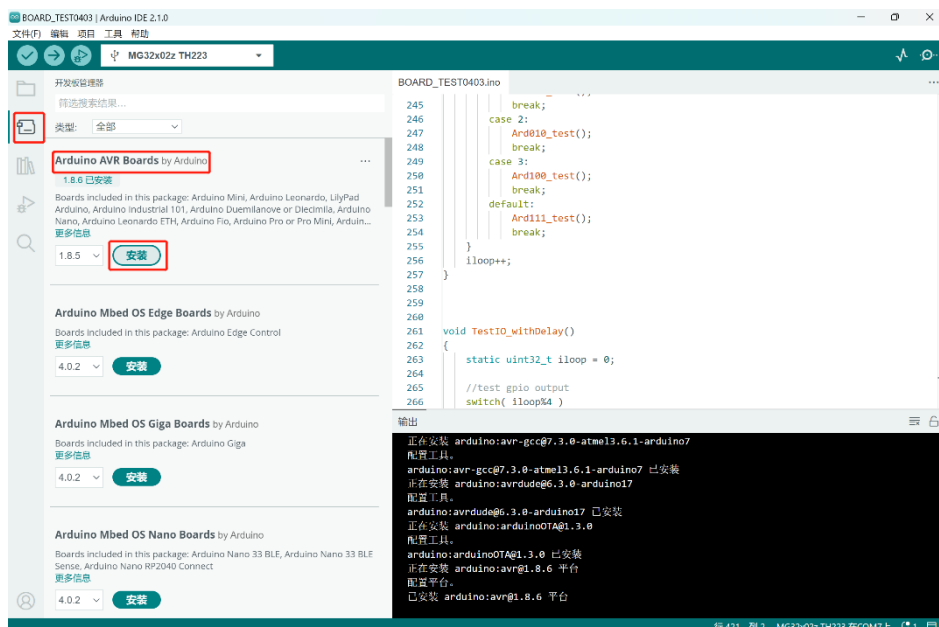 BOARD_TEST0403 | Arduino IDE 2.1.0
文件(F) 编辑 项目 工具 帮助
MG32x02z TH223
开发板管理器
筛选搜索结果...
类型: 全部
Arduino AVR Boards by Arduino
1.8.6 已安装
Boards included in this package: Arduino Mini, Arduino Leonardo, LilyPad
Arduino, Arduino Industrial 101, Arduino Duemilanove or Diecimila, Arduino
Nano, Arduino Leonardo ETH, Arduino Fio, Arduino Pro or Pro Mini, Arduin...
更多信息
1.8.5 安装
Arduino Mbed OS Edge Boards by Arduino
Boards included in this package: Arduino Edge Control
更多信息
4.0.2 安装
Arduino Mbed OS Giga Boards by Arduino
Boards included in this package: Arduino Giga
更多信息
4.0.2 安装
Arduino Mbed OS Nano Boards by Arduino
Boards included in this package: Arduino Nano 33 BLE, Arduino Nano 33 BLE
Sense, Arduino Nano RP2040 Connect
更多信息
4.0.2 安装
BOARD_TEST0403.ino
245 break;
246 case 2:
247 Ard010_test();
248 break;
249 case 3:
250 Ard100_test();
251 break;
252 default:
253 Ard111_test();
254 break;
255 }
256 iloop++;
257 }
258
259
260
261 void TestIO_withDelay()
262 {
263 static uint32_t iloop = 0;
264
265 //test gpio output
266 switch( iloop%4 )
输出
正在安装 arduino:avr-gcc@7.3.0-atmel3.6.1-arduino7
配置工具。
arduino:avr-gcc@7.3.0-atmel3.6.1-arduino7 已安装
正在安装 arduino:avrdude@6.3.0-arduino17
配置工具。
arduino:avrdude@6.3.0-arduino17 已安装
正在安装 arduino:arduinoOTA@1.3.0
配置工具。
arduino:arduinoOTA@1.3.0 已安装
正在安装 arduino:avr@1.8.6 平台
配置平台。
已安装 arduino:avr@1.8.6 平台
行 421, 列 2 MG32x02z TH223 在COM7上 1